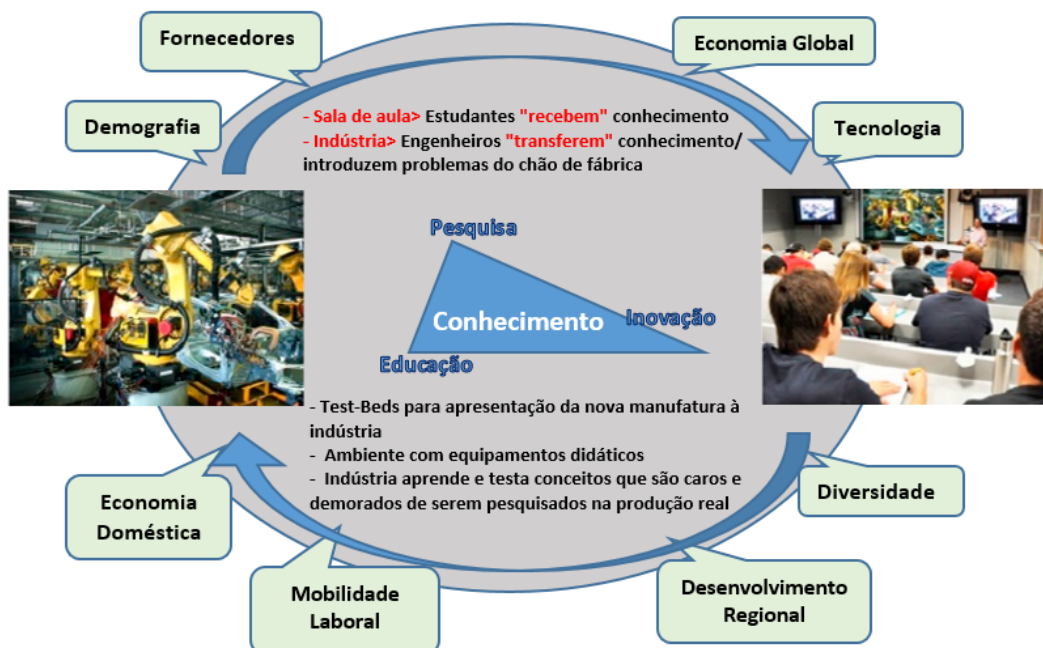 Fornecedores
Economia Global
Demografia
Tecnologia
- Sala de aula> Estudantes "recebem" conhecimento
- Indústria> Engenheiros "transferem" conhecimento/
introduzem problemas do chão de fábrica
Pesquisa
Conhecimento
Inovação
Educação
- Test-Beds para apresentação da nova manufatura à
indústria
- Ambiente com equipamentos didáticos
- Indústria aprende e testa conceitos que são caros e
demorados de serem pesquisados na produção real
Economia
Doméstica
Diversidade
Mobilidade
Laboral
Desenvolvimento
Regional